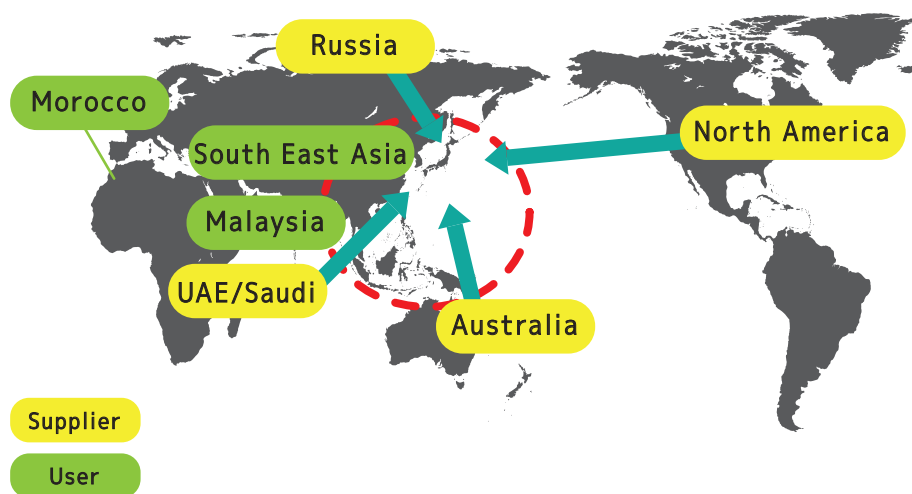 Russia
Morocco
North America
South East Asia
Malaysia
UAE/Saudi
Australia
Supplier
User